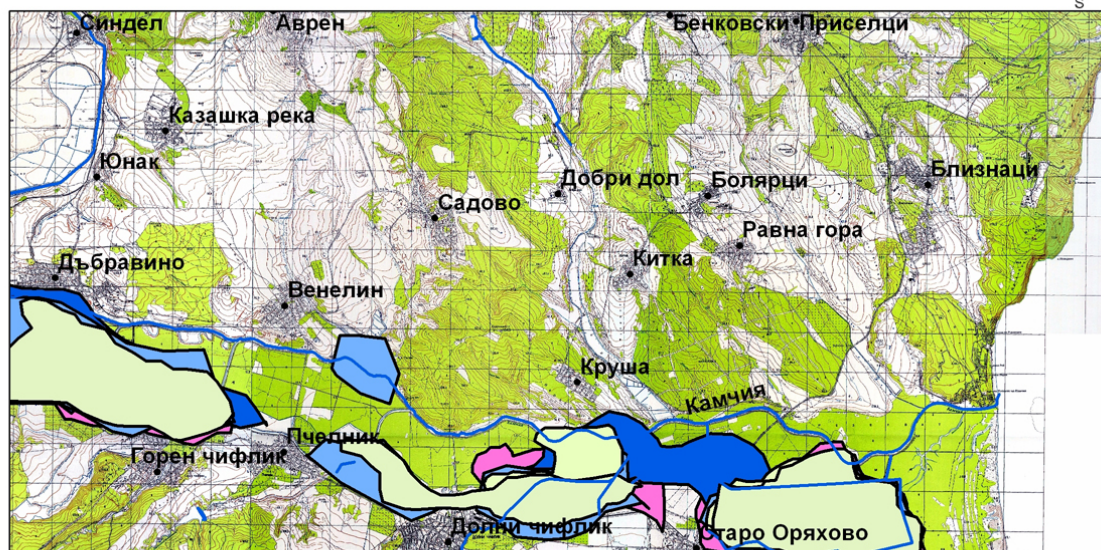 S
Синдел
Аврен
Бенковски
Приселци
Казашка река
Юнак
Добри дол
Болярци
Близнаци
Садово
Равна гора
Дъбравино
Китка
Венелин
Круша
Камчия
Пчелник
Горен чифлик
Долни чифлик
Старо Оряхово